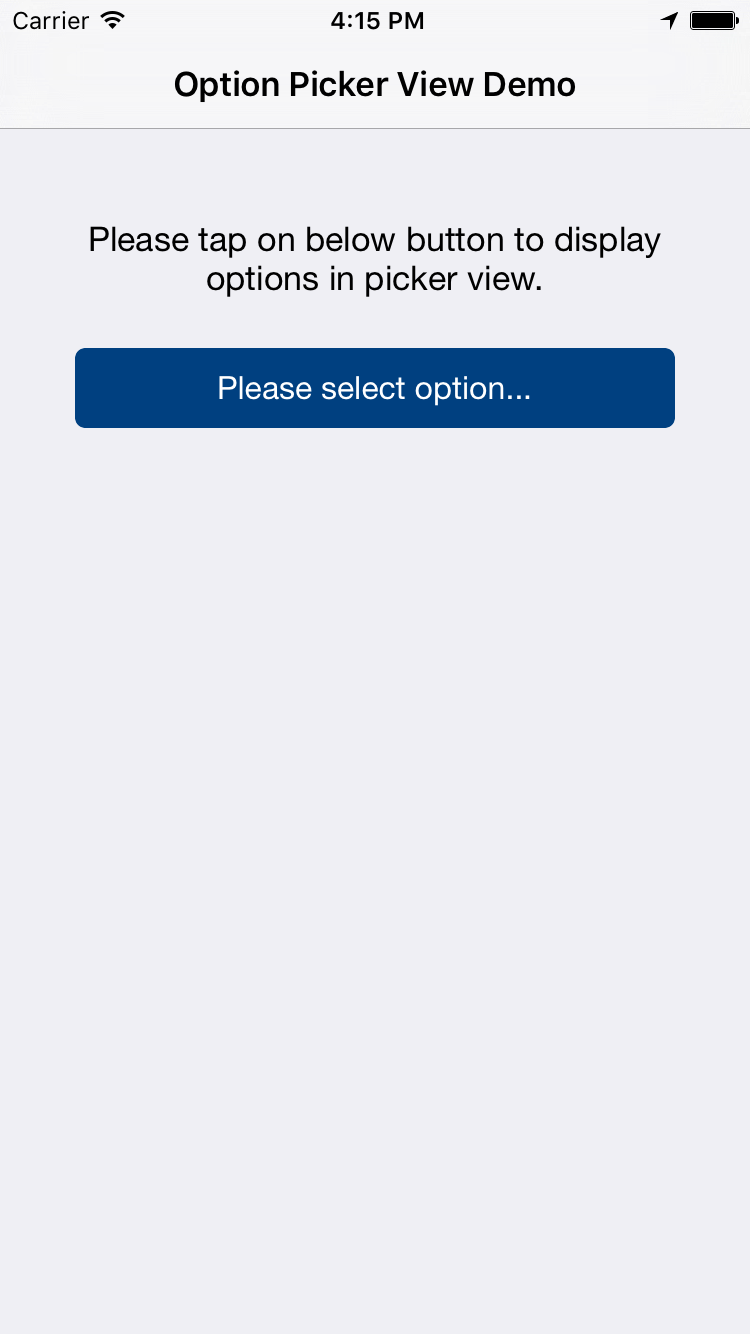 Carrier 4:15 PM
Option Picker View Demo
Please tap on below button to display
options in picker view.
Please select option...